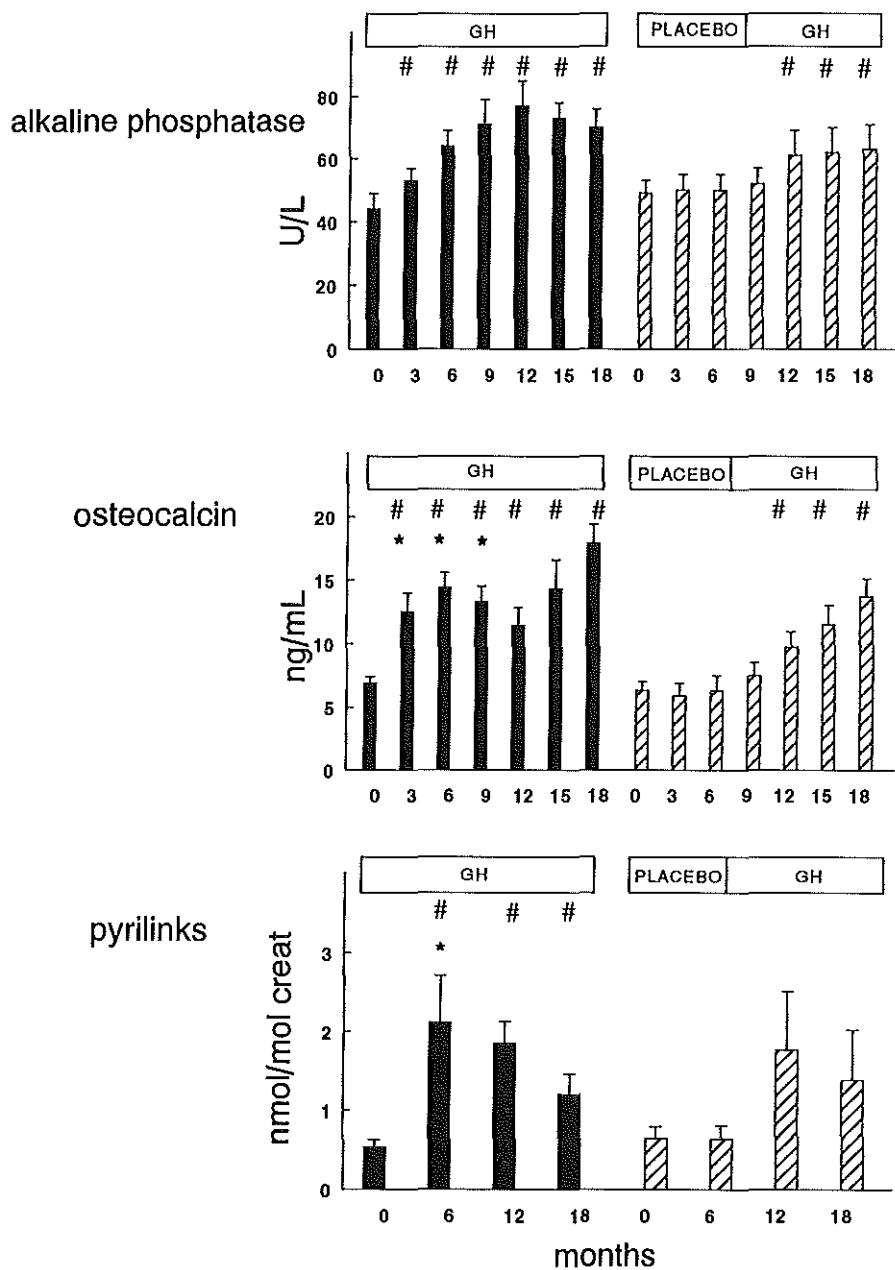 GH PLACEBO GH
# # # # # # # # #
alkaline phosphatase
U/L
80
60
40
20
0
0 3 6 9 12 15 18 0 3 6 9 12 15 18
GH PLACEBO GH
# # # # # # # # #
* * *
osteocalcin
ng/mL
20
15
10
5
0
0 3 6 9 12 15 18 0 3 6 9 12 15 18
GH PLACEBO GH
# # #
*
pyrilinks
nmol/mol creat
3
2
1
0
0 6 12 18 0 6 12 18
months